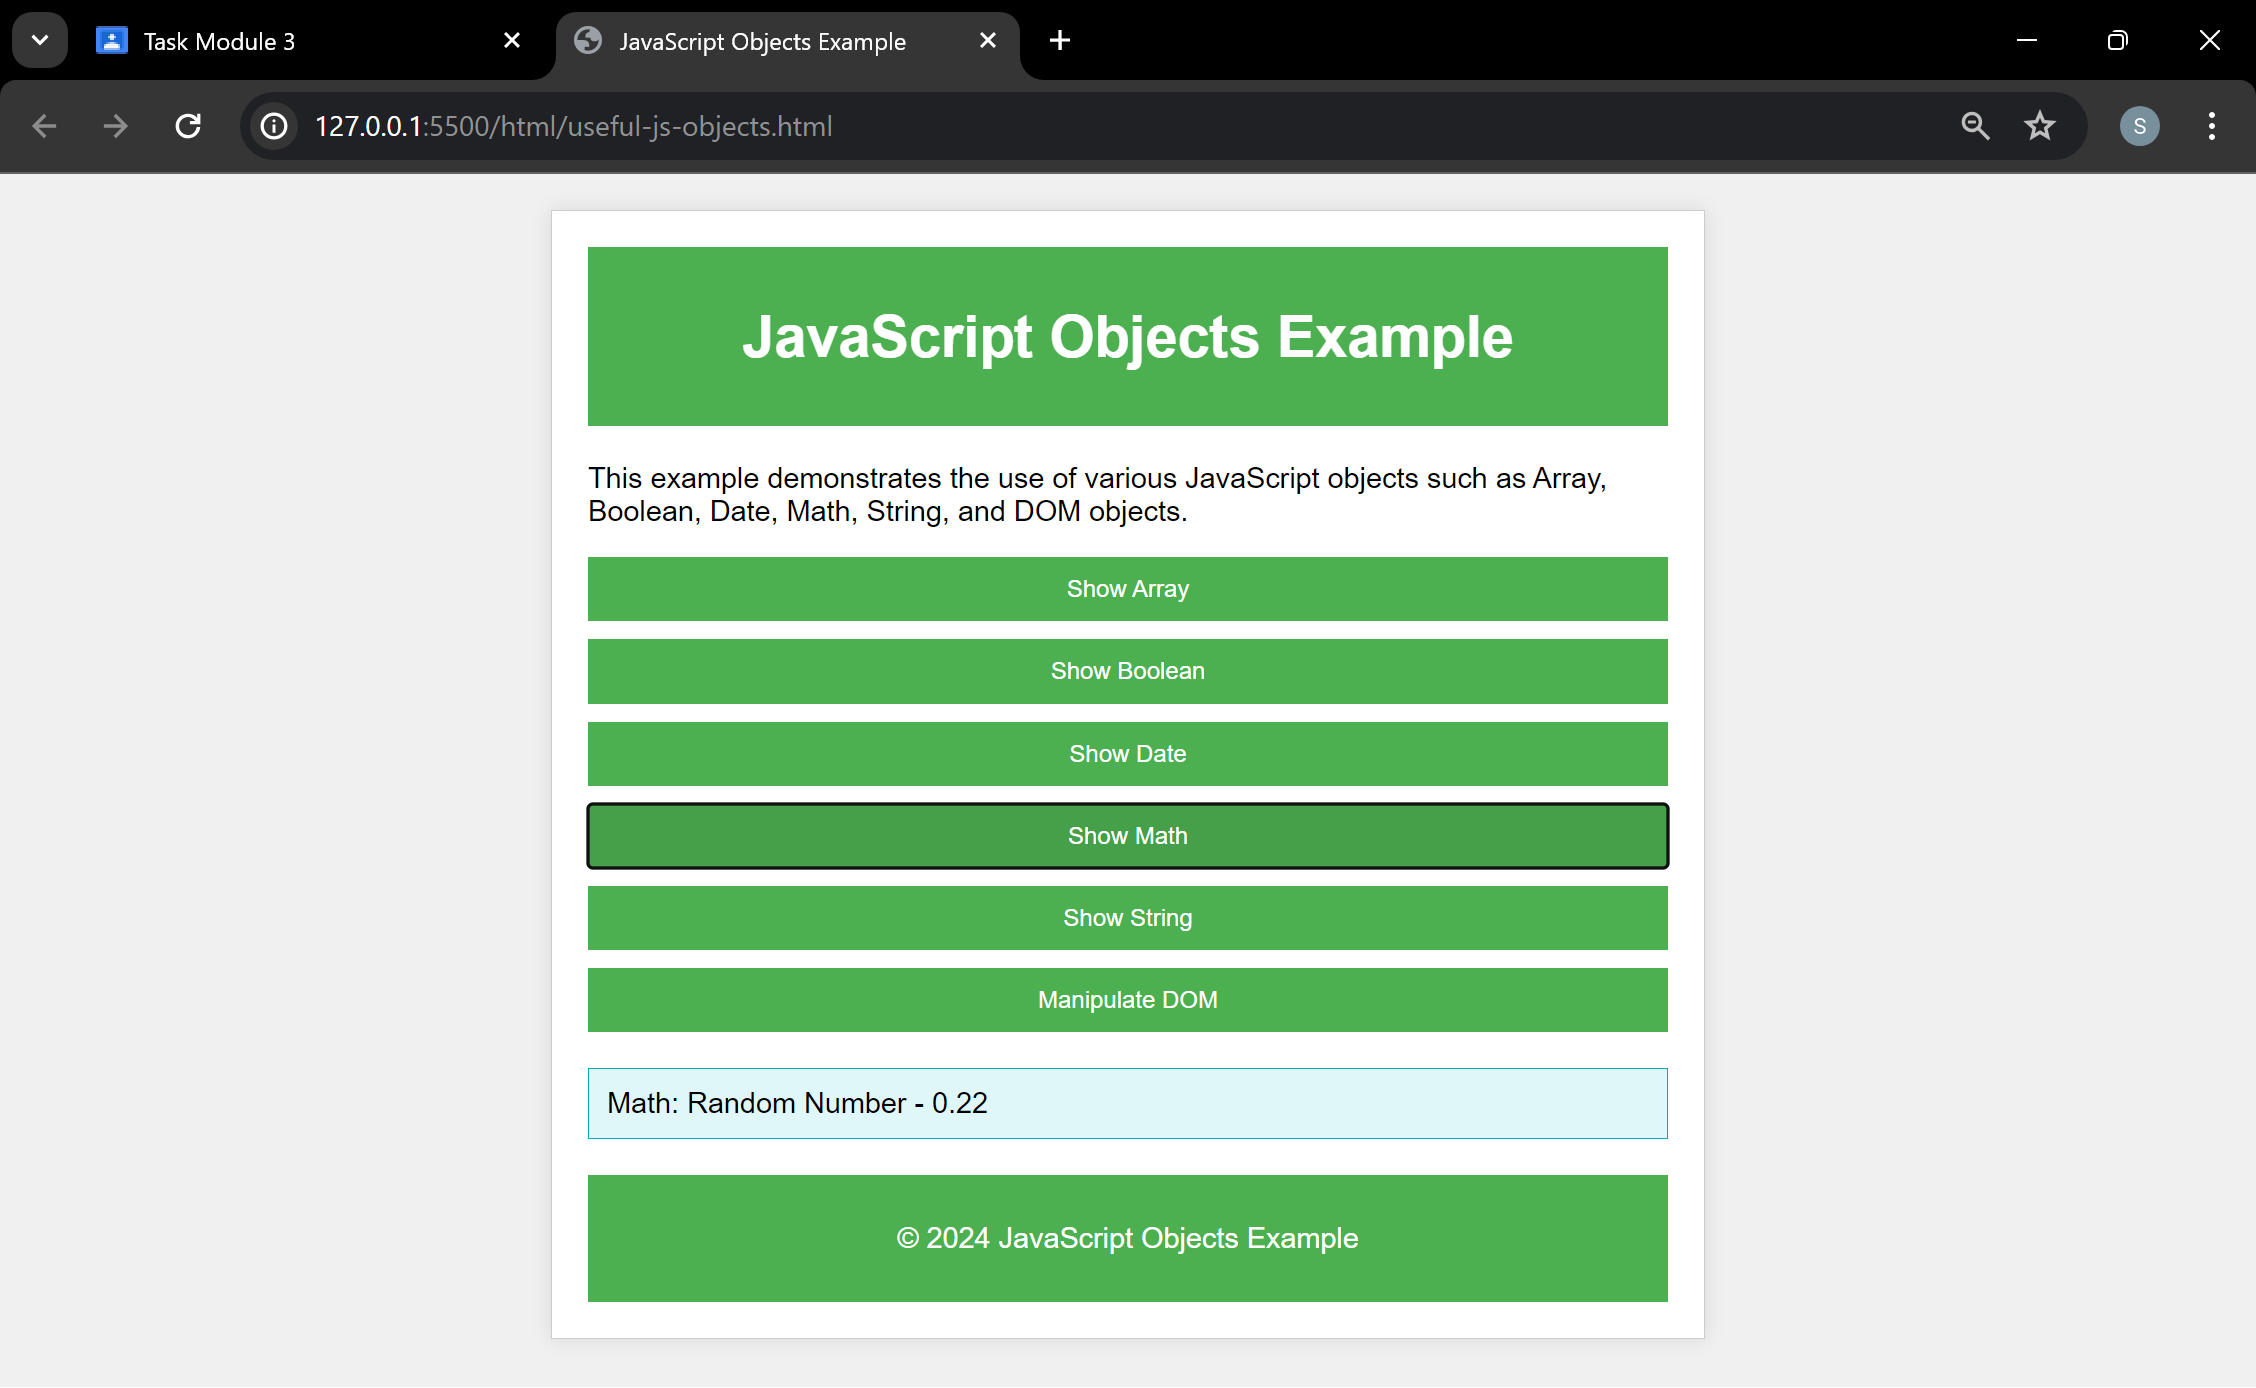 Task Module 3
JavaScript Objects Example
127.0.0.1:5500/html/useful-js-objects.html
S
JavaScript Objects Example
This example demonstrates the use of various JavaScript objects such as Array,
Boolean, Date, Math, String, and DOM objects.
Show Array
Show Boolean
Show Date
Show Math
Show String
Manipulate DOM
Math: Random Number - 0.22
© 2024 JavaScript Objects Example